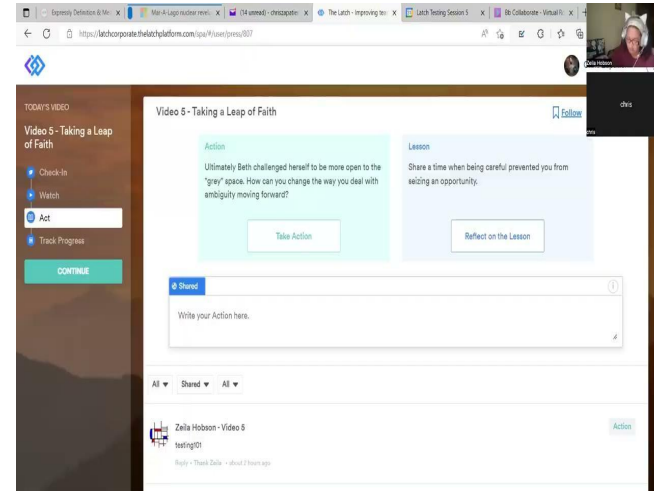 Expressly Definition & Me
Mar-A-Lago nuclear revel
(14 unread) - chrisza
The Latch - Improving te
Latch Testing Session 5
Bb Collaborate - Virtual
https://latchcorporate.thelatchplatform.com/spa/#/user/press/807
Zeila Hobson
chris
chris
TODAY'S VIDEO
Video 5 - Taking a Leap
of Faith
Check-In
Watch
Act
Track Progress
CONTINUE
Video 5 - Taking a Leap of Faith
Follow
Action
Ultimately Beth challenged herself to be more open to the
"grey" space. How can you change the way you deal with
ambiguity moving forward?
Take Action
Lesson
Share a time when being careful prevented you from
seizing an opportunity.
Reflect on the Lesson
Shared
Write your Action here.
All Shared All
Zeila Hobson - Video 5
Action
testing101
Reply • Thank Zeila • about 2 hours ago